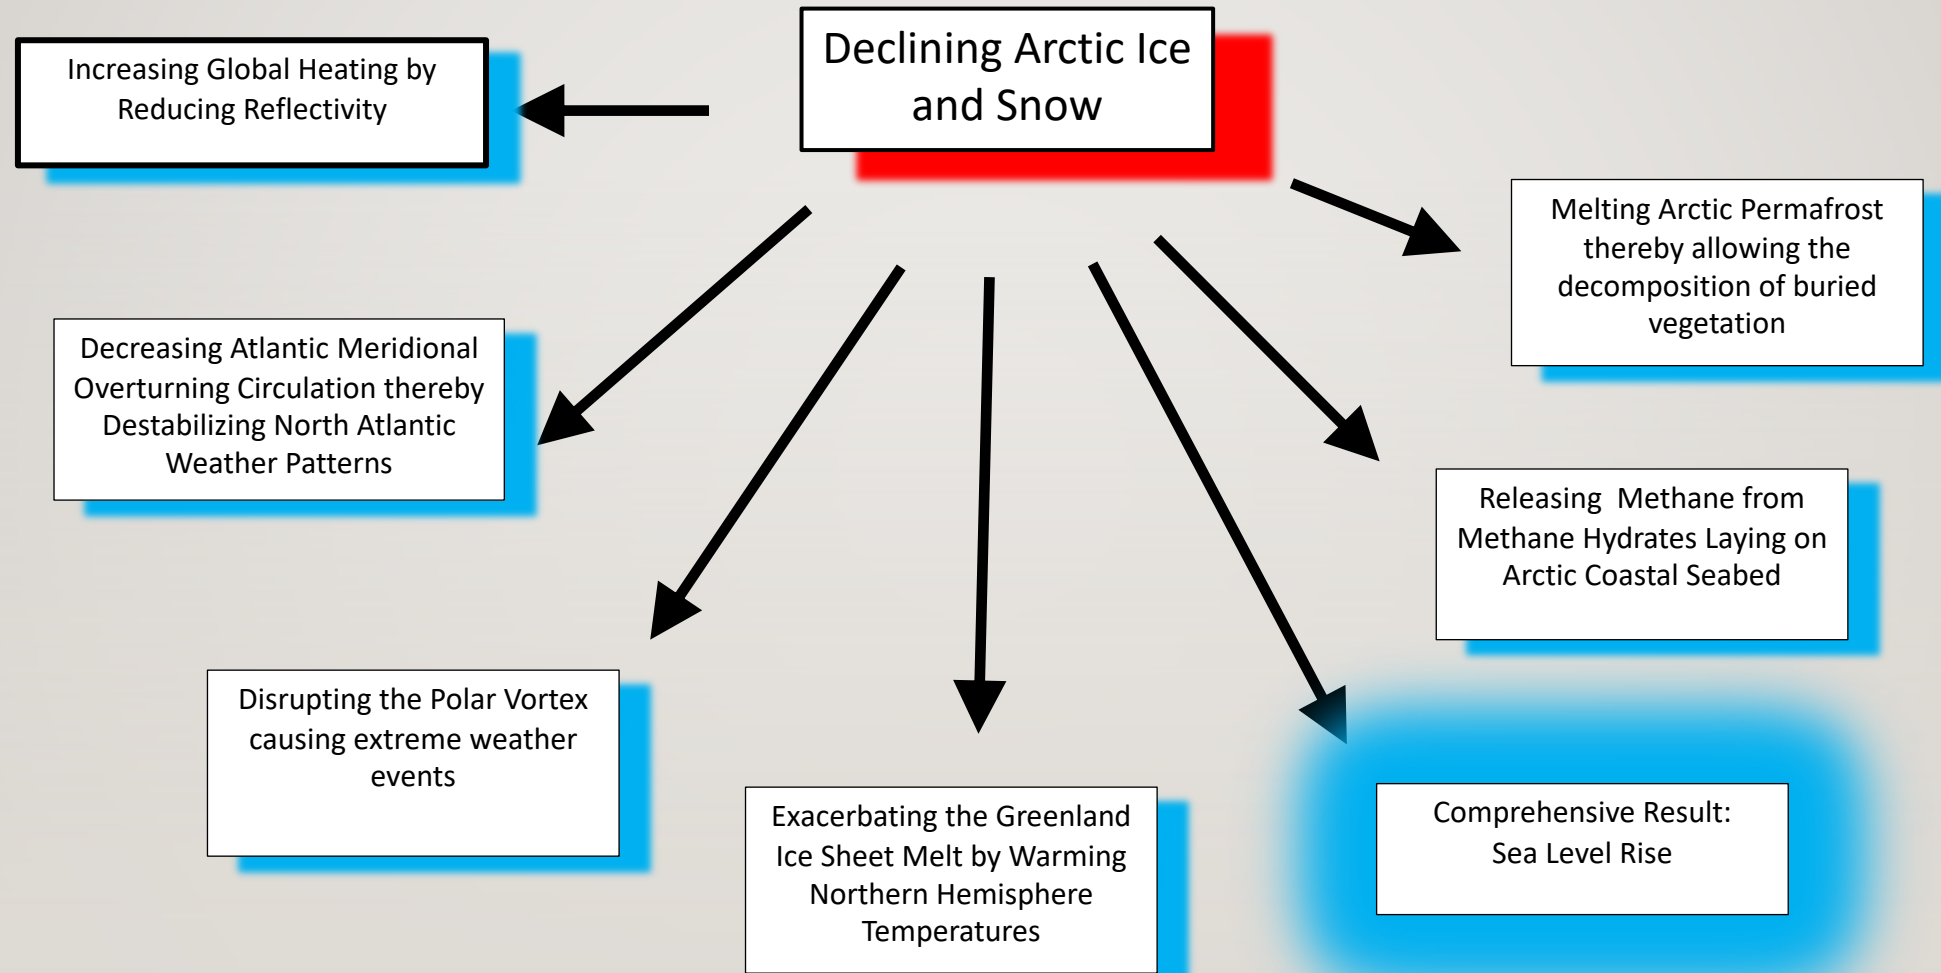 Declining Arctic Ice
and Snow
Increasing Global Heating by
Reducing Reflectivity
Melting Arctic Permafrost
thereby allowing the
decomposition of buried
vegetation
Decreasing Atlantic Meridional
Overturning Circulation thereby
Destabilizing North Atlantic
Weather Patterns
Releasing Methane from
Methane Hydrates Laying on
Arctic Coastal Seabed
Disrupting the Polar Vortex
causing extreme weather
events
Exacerbating the Greenland
Ice Sheet Melt by Warming
Northern Hemisphere
Temperatures
Comprehensive Result:
Sea Level Rise